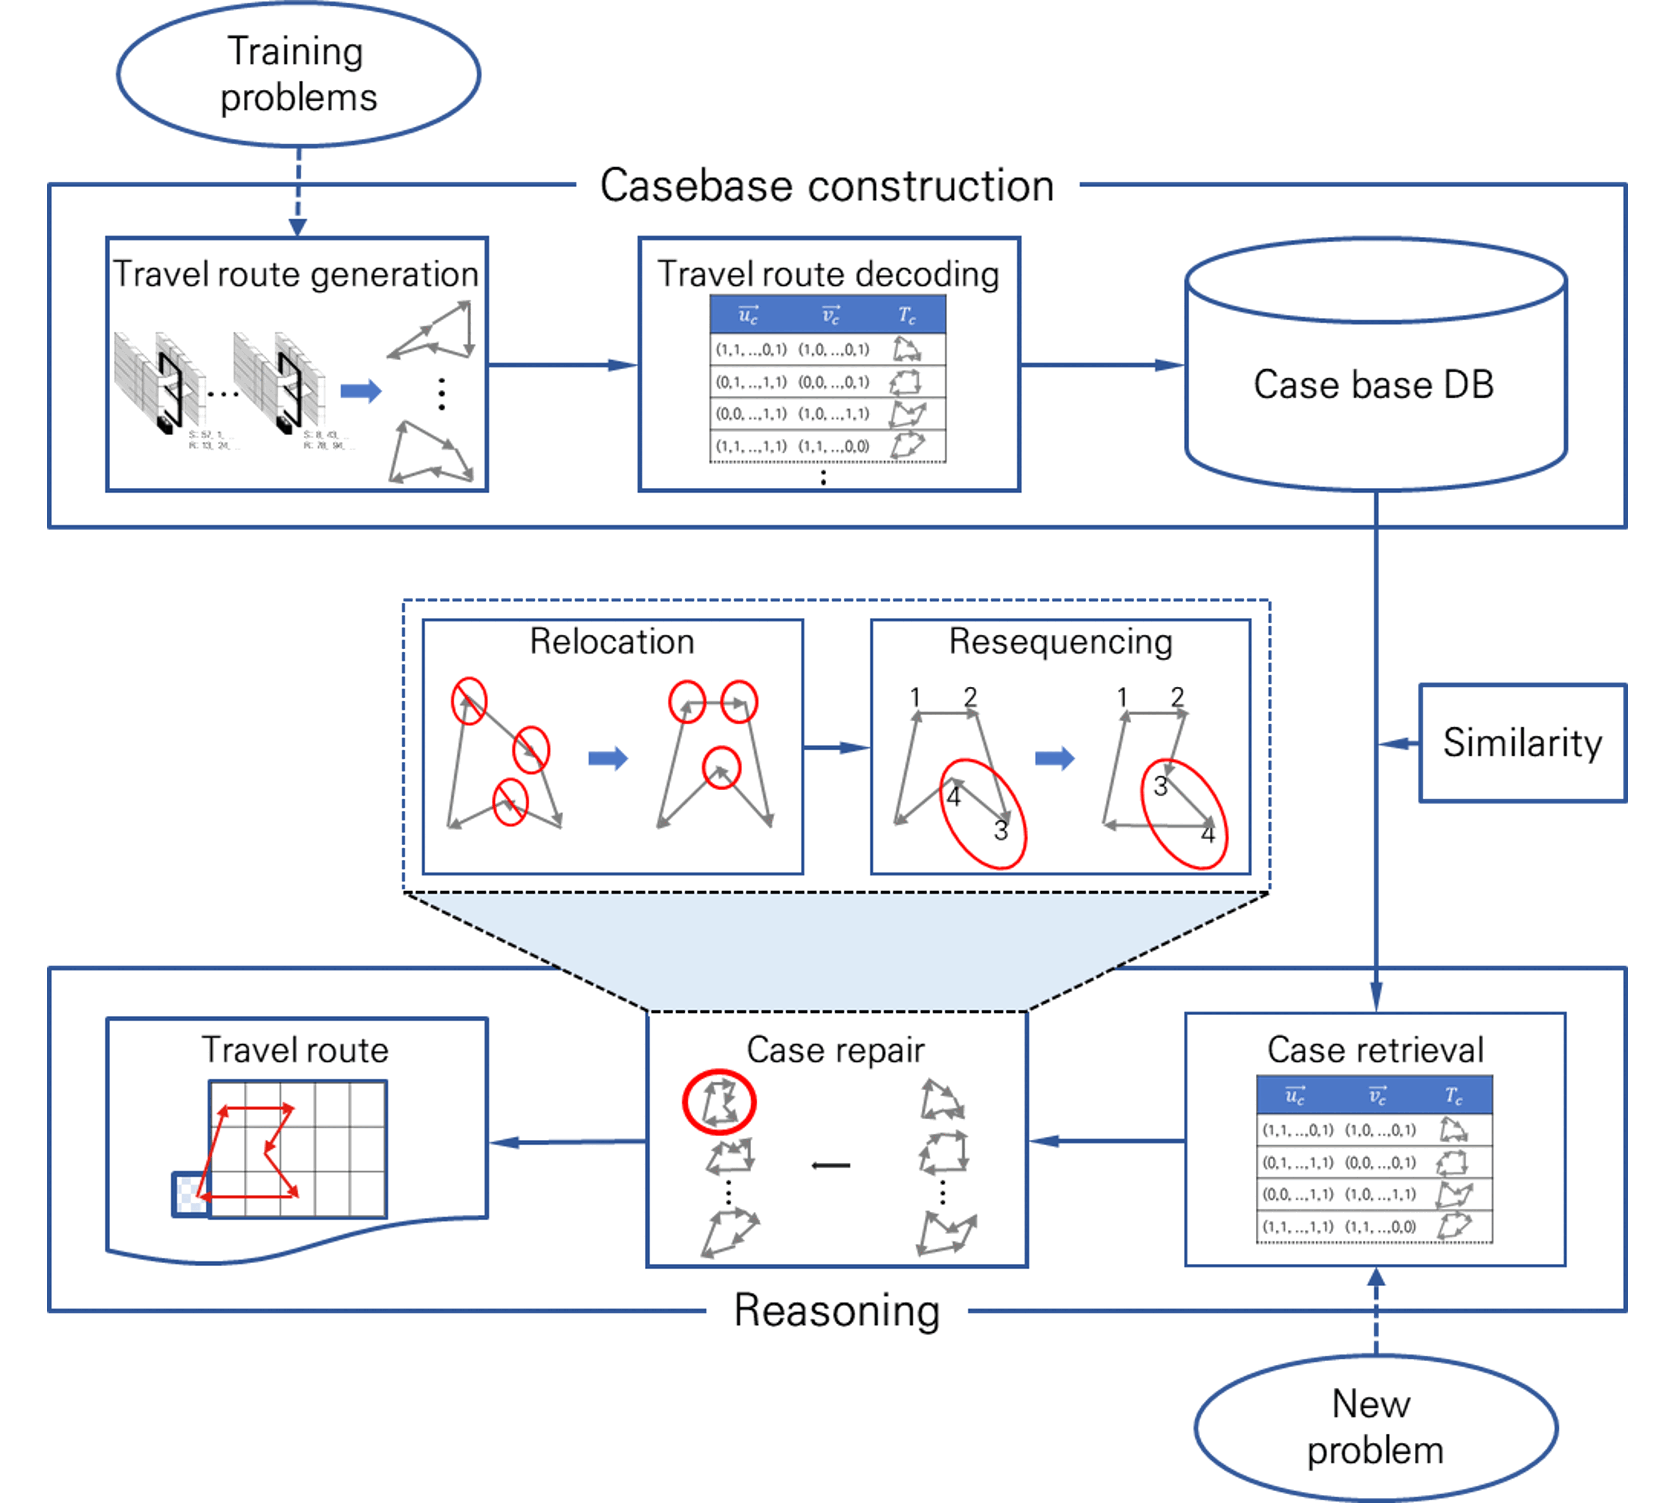 Training
problems
Casebase construction
Travel route generation
S: 57, 1, ..
R: 13, 24, ..
S: 8, 43, ..
R: 78, 94, ..
Travel route decoding
u_c v_c T_c
(1,1, ...,0,1) (1,0, ...,0,1)
(0,1, ...,1,1) (0,0, ...,0,1)
(0,0, ...,1,1) (1,0, ...,1,1)
(1,1, ...,1,1) (1,1, ...,0,0)
Case base DB
Relocation
Resequencing
1 2
4
3
1 2
3
4
Similarity
Travel route
Case repair
Case retrieval
u_c v_c T_c
(1,1, ...,0,1) (1,0, ...,0,1)
(0,1, ...,1,1) (0,0, ...,0,1)
(0,0, ...,1,1) (1,0, ...,1,1)
(1,1, ...,1,1) (1,1, ...,0,0)
Reasoning
New
problem